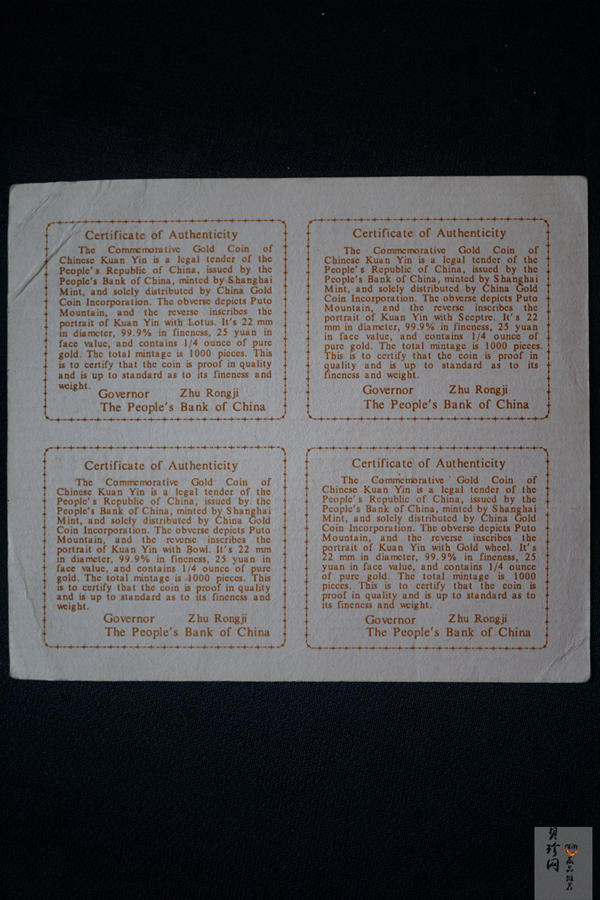 Certificate of Authenticity
The Commemorative Gold Coin of
Chinese Kuan Yin is a legal tender of the
People's Republic of China, issued by the
People's Bank of China, minted by Shanghai
Mint, and solely distributed by China Gold
Coin Incorporation. The obverse depicts Puto
Mountain, and the reverse inscribes the
portrait of Kuan Yin with Lotus. It's 22 mm
in diameter, 99.9% in fineness, 25 yuan in
face value, and contains 1/4 ounce of pure
gold. The total mintage is 1000 pieces. This
is to certify that the coin is proof in quality
and is up to standard as to its fineness and
weight.
Governor Zhu Rongji
The People's Bank of China
Certificate of Authenticity
The Commemorative Gold Coin of
Chinese Kuan Yin is a legal tender of the
People's Republic of China, issued by the
People's Bank of China, minted by Shanghai
Mint, and solely distributed by China Gold
Coin Incorporation. The obverse depicts Puto
Mountain, and the reverse inscribes the
portrait of Kuan Yin with Sceptre. It's 22
mm in diameter, 99.9% in fineness, 25 yuan
in face value, and contains 1/4 ounce of
pure gold. The total mintage is 1000 pieces.
This is to certify that the coin is proof in
quality and is up to standard as to its
fineness and weight.
Governor Zhu Rongji
The People's Bank of China
Certificate of Authenticity
The Commemorative Gold Coin of
Chinese Kuan Yin is a legal tender of the
People's Republic of China, issued by the
People's Bank of China, minted by Shanghai
Mint, and solely distributed by China Gold
Coin Incorporation. The obverse depicts Puto
Mountain, and the reverse inscribes the
portrait of Kuan Yin with Bowl. It's 22 mm
in diameter, 99.9% in fineness, 25 yuan in
face value, and contains 1/4 ounce of pure
gold. The total mintage is 1000 pieces. This
is to certify that the coin is proof in quality
and is up to standard as to its fineness and
weight.
Governor Zhu Rongji
The People's Bank of China
Certificate of Authenticity
The Commemorative Gold Coin of
Chinese Kuan Yin is a legal tender of the
People's Republic of China, issued by the
People's Bank of China, minted by Shanghai
Mint, and solely distributed by China Gold
Coin Incorporation. The obverse depicts Puto
Mountain, and the reverse inscribes the
portrait of Kuan Yin with Gold wheel. It's
22 mm in diameter, 99.9% in fineness, 25
yuan in face value, and contains 1/4 ounce
of pure gold. The total mintage is 1000
pieces. This is to certify that the coin is
proof in quality and is up to standard as to
its fineness and weight.
Governor Zhu Rongji
The People's Bank of China
贝珍网